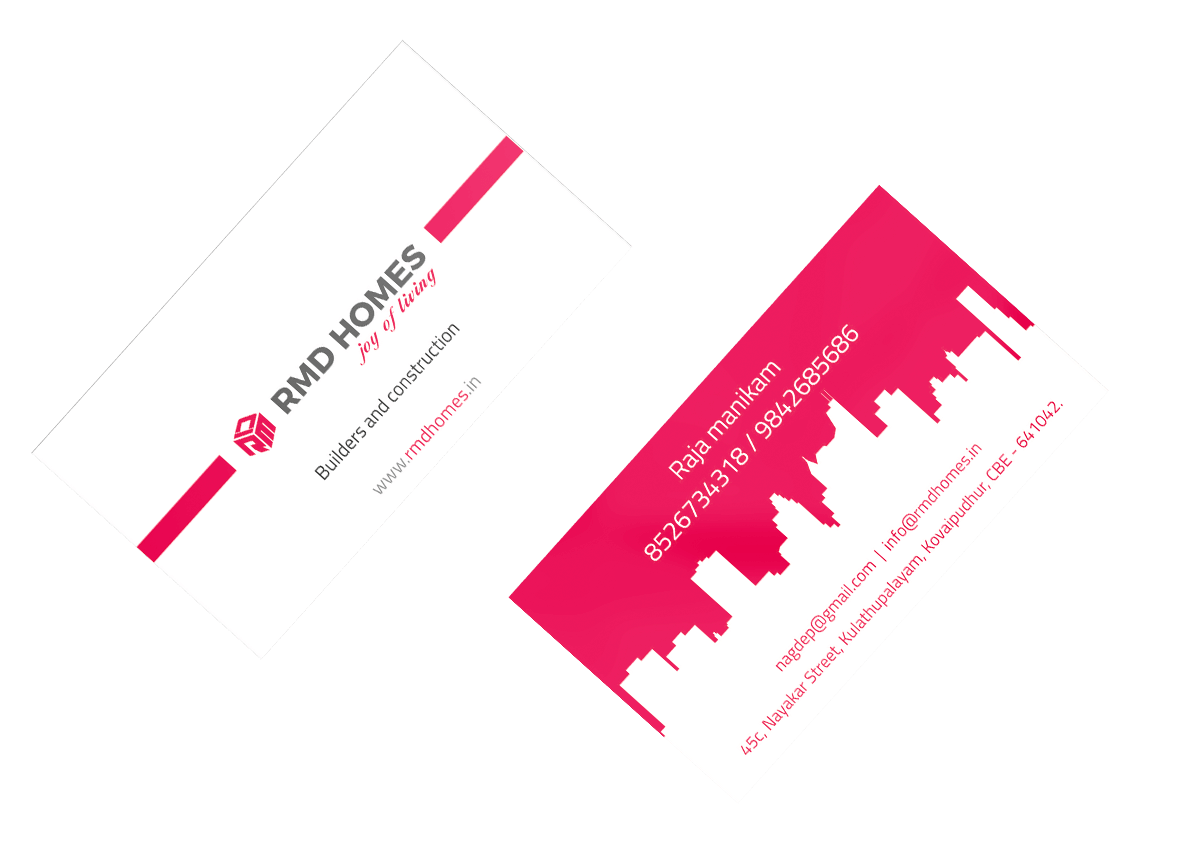 RMD HOMES
joy of living
Builders and construction
www.rmdhomes.in
Raja manikam
8526734318 / 9842685686
nagdep@gmail.com | info@rmdhomes.in
45c, Nayakar Street, Kulathupalayam, Kovaipudhur, CBE - 641042.